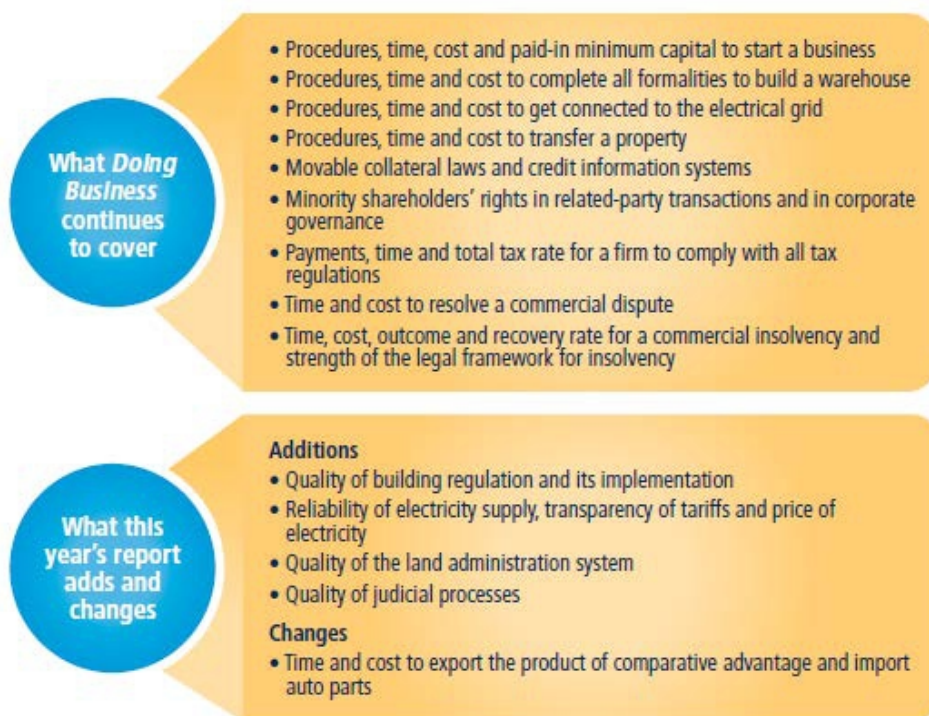 What Doing
Business
continues
to cover
• Procedures, time, cost and paid-in minimum capital to start a business
• Procedures, time and cost to complete all formalities to build a warehouse
• Procedures, time and cost to get connected to the electrical grid
• Procedures, time and cost to transfer a property
• Movable collateral laws and credit information systems
• Minority shareholders’ rights in related-party transactions and in corporate
governance
• Payments, time and total tax rate for a firm to comply with all tax
regulations
• Time and cost to resolve a commercial dispute
• Time, cost, outcome and recovery rate for a commercial insolvency and
strength of the legal framework for insolvency
What this
year’s report
adds and
changes
Additions
• Quality of building regulation and its implementation
• Reliability of electricity supply, transparency of tariffs and price of
electricity
• Quality of the land administration system
• Quality of judicial processes
Changes
• Time and cost to export the product of comparative advantage and import
auto parts